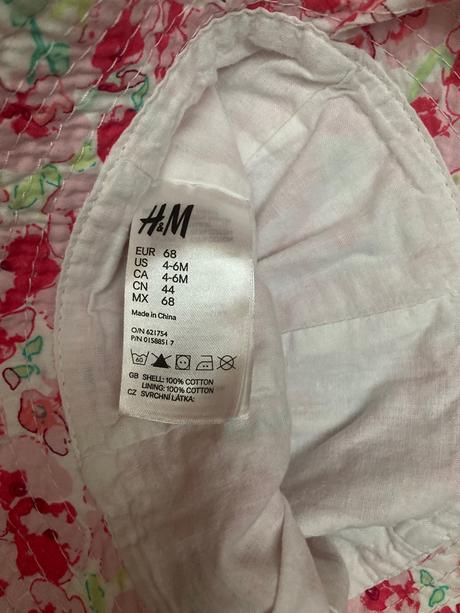 H&M
EUR 68
US 4-6M
CA 4-6M
CN 44
MX 68
Made in China
O/N 621754
P/N 0158851 7
60
GB SHELL: 100% COTTON
LINING: 100% COTTON
CZ SVRCHNÍ LÁTKA: